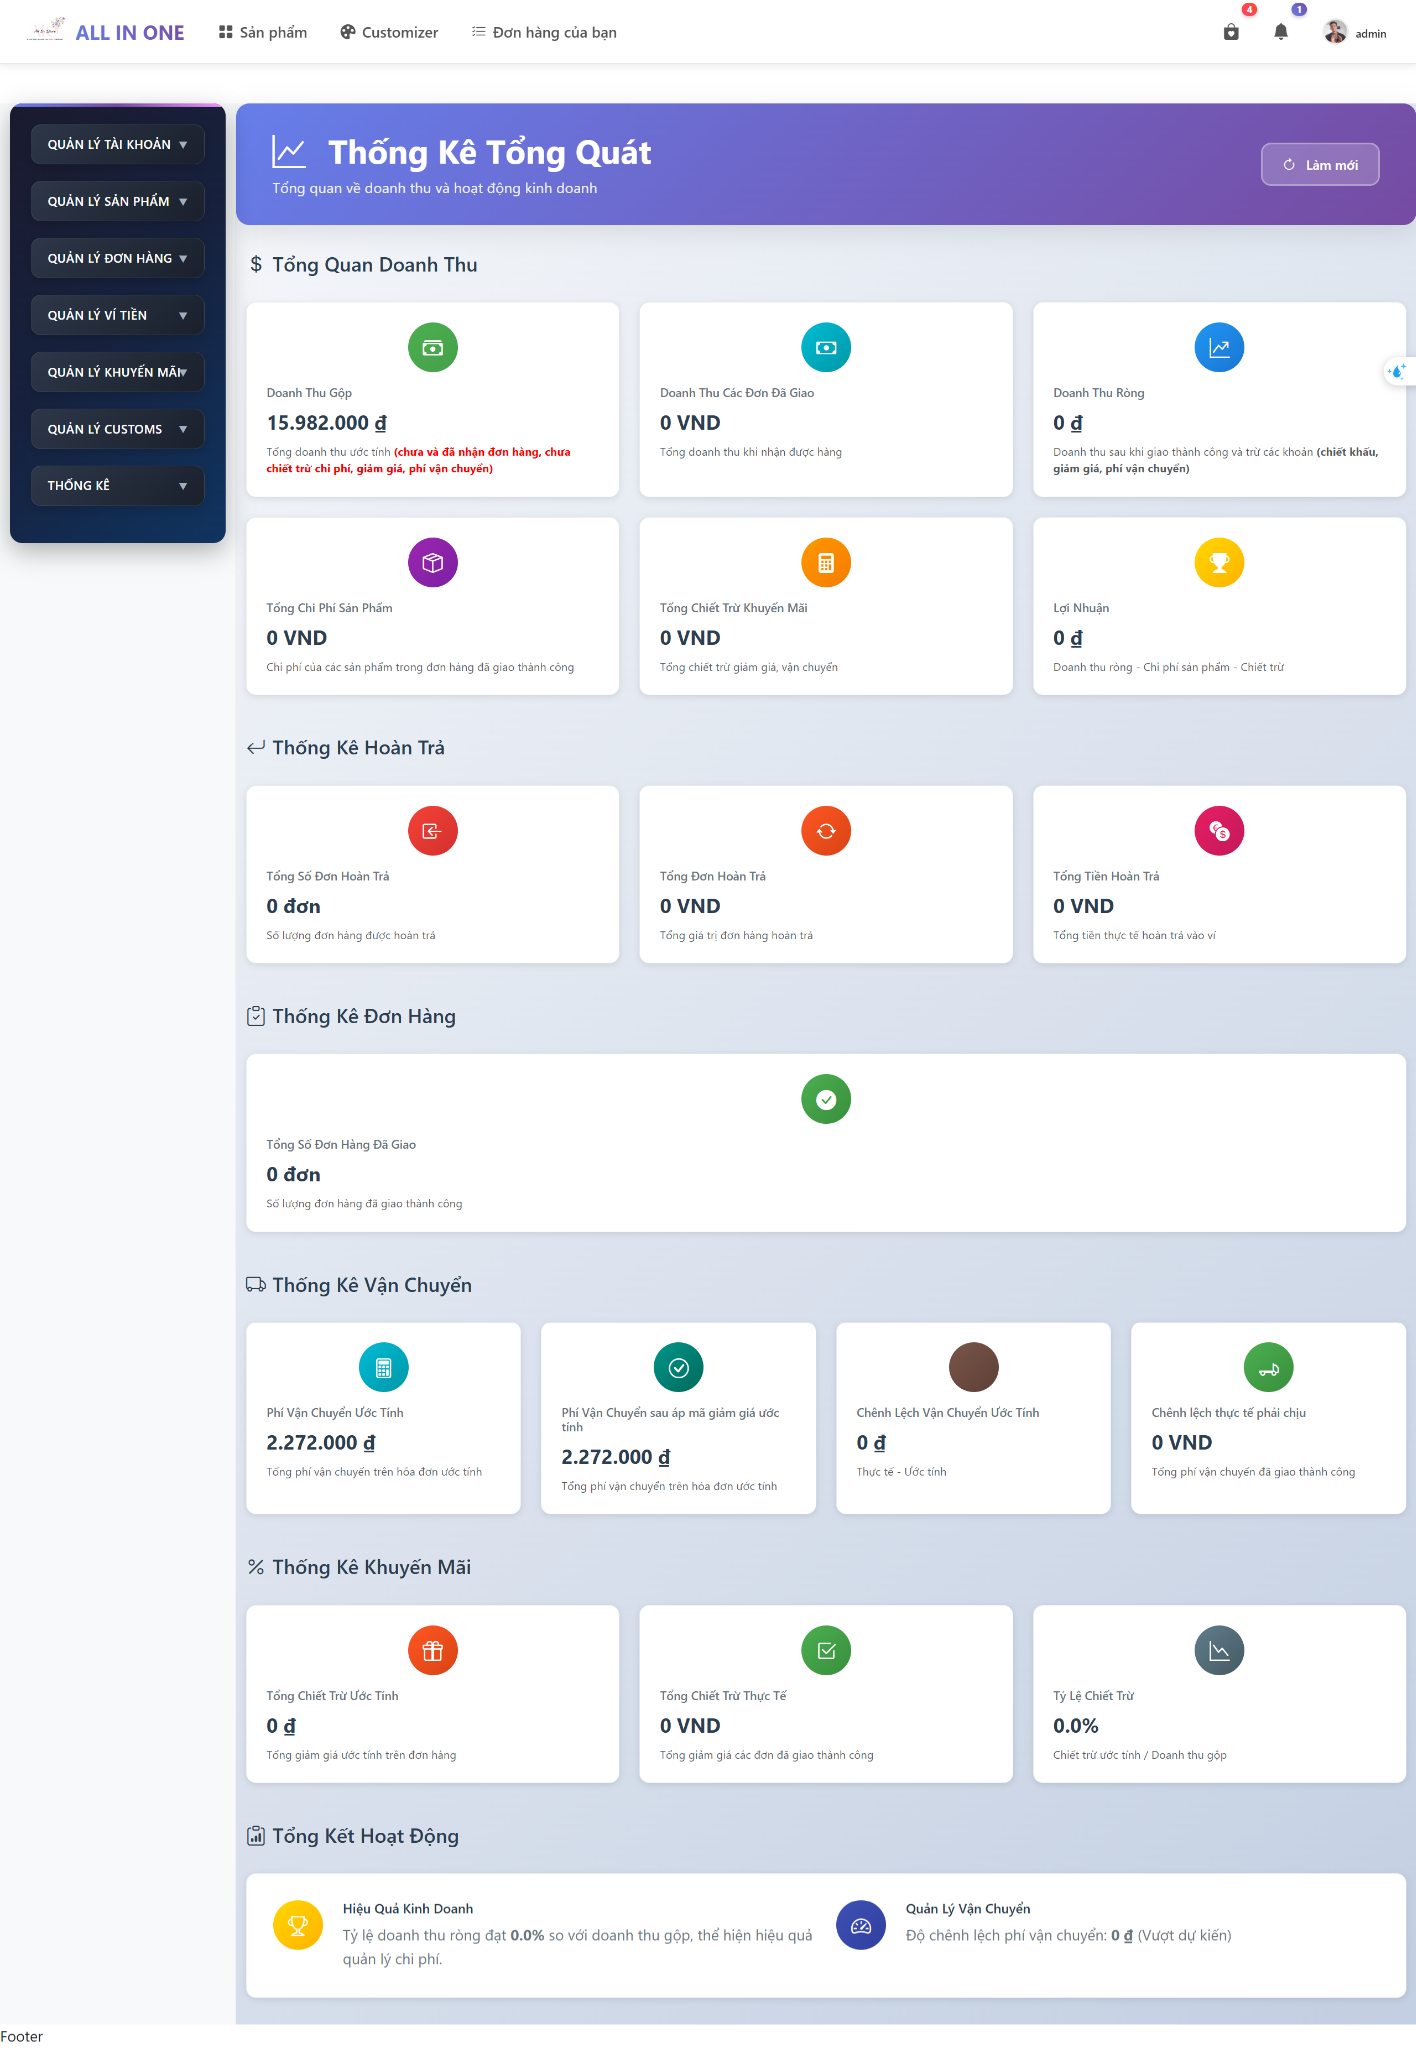 ALL IN ONE
Sản phẩm
Customizer
Đơn hàng của bạn
4
1
admin
QUẢN LÝ TÀI KHOẢN ▼
QUẢN LÝ SẢN PHẨM ▼
QUẢN LÝ ĐƠN HÀNG ▼
QUẢN LÝ VÍ TIỀN ▼
QUẢN LÝ KHUYẾN MÃI ▼
QUẢN LÝ CUSTOMS ▼
THỐNG KÊ ▼
Thống Kê Tổng Quát
Tổng quan về doanh thu và hoạt động kinh doanh
Làm mới
Tổng Quan Doanh Thu
Doanh Thu Gộp
15.982.000 ₫
Tổng doanh thu ước tính (chưa và đã nhận đơn hàng, chưa
chiết trừ chi phí, giảm giá, phí vận chuyển)
Doanh Thu Các Đơn Đã Giao
0 VND
Tổng doanh thu khi nhận được hàng
Doanh Thu Ròng
0 ₫
Doanh thu sau khi giao thành công và trừ các khoản (chiết khấu,
giảm giá, phí vận chuyển)
Tổng Chi Phí Sản Phẩm
0 VND
Chi phí của các sản phẩm trong đơn hàng đã giao thành công
Tổng Chiết Trừ Khuyến Mãi
0 VND
Tổng chiết trừ giảm giá, vận chuyển
Lợi Nhuận
0 ₫
Doanh thu ròng - Chi phí sản phẩm - Chiết trừ
Thống Kê Hoàn Trả
Tổng Số Đơn Hoàn Trả
0 đơn
Số lượng đơn hàng được hoàn trả
Tổng Đơn Hoàn Trả
0 VND
Tổng giá trị đơn hàng hoàn trả
Tổng Tiền Hoàn Trả
0 VND
Tổng tiền thực tế hoàn trả vào ví
Thống Kê Đơn Hàng
Tổng Số Đơn Hàng Đã Giao
0 đơn
Số lượng đơn hàng đã giao thành công
Thống Kê Vận Chuyển
Phí Vận Chuyển Ước Tính
2.272.000 ₫
Tổng phí vận chuyển trên hóa đơn ước tính
Phí Vận Chuyển sau áp mã giảm giá ước
tính
2.272.000 ₫
Tổng phí vận chuyển trên hóa đơn ước tính
Chênh Lệch Vận Chuyển Ước Tính
0 ₫
Thực tế - Ước tính
Chênh lệch thực tế phải chịu
0 VND
Tổng phí vận chuyển đã giao thành công
Thống Kê Khuyến Mãi
Tổng Chiết Trừ Ước Tính
0 ₫
Tổng giảm giá ước tính trên đơn hàng
Tổng Chiết Trừ Thực Tế
0 VND
Tổng giảm giá các đơn đã giao thành công
Tỷ Lệ Chiết Trừ
0.0%
Chiết trừ ước tính / Doanh thu gộp
Tổng Kết Hoạt Động
Hiệu Quả Kinh Doanh
Tỷ lệ doanh thu ròng đạt 0.0% so với doanh thu gộp, thể hiện hiệu quả
quản lý chi phí.
Quản Lý Vận Chuyển
Độ chênh lệch phí vận chuyển: 0 ₫ (Vượt dự kiến)
Footer